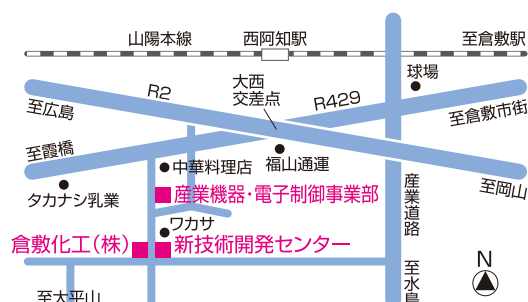 山陽本線
西阿知駅
至倉敷駅
大西
交差点
球場
R2
R429
至広島
至倉敷市街
至霞橋
福山通運
中華料理店
タカナシ乳業
産業機器・電子制御事業部
産業道路
至岡山
ワカサ
倉敷化工(株)
新技術開発センター
N
至水島
至大平山